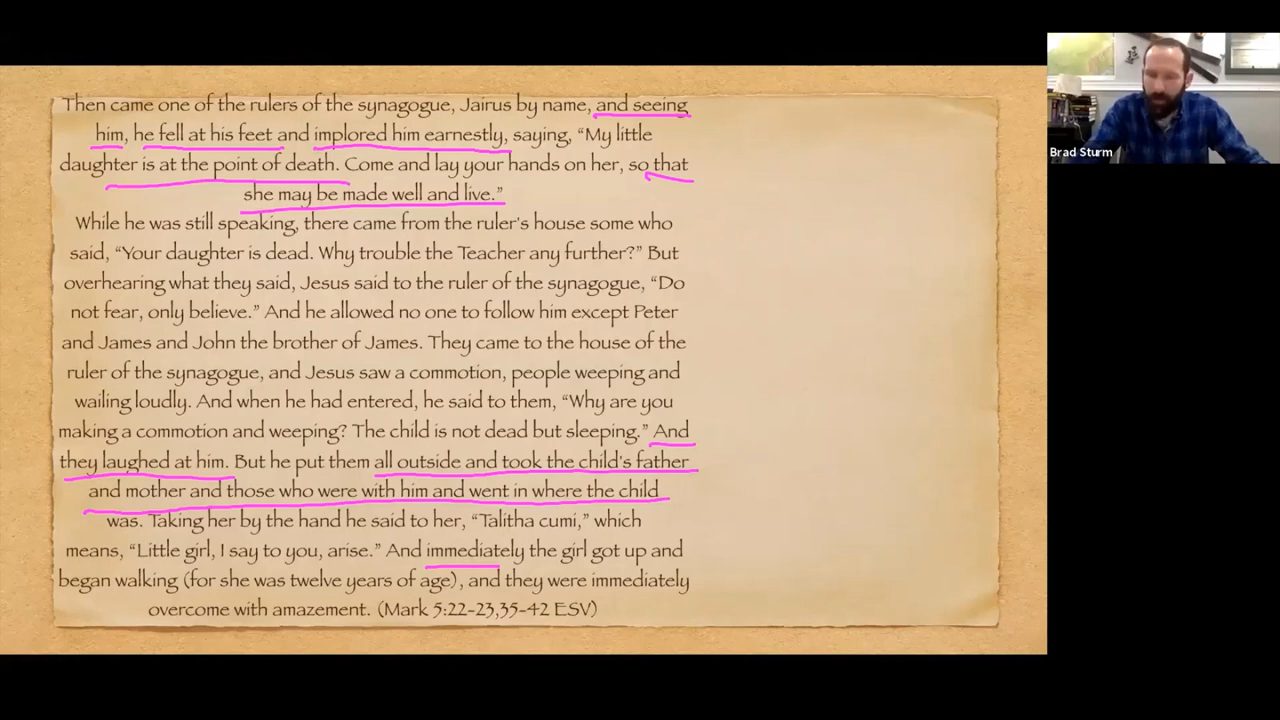 Then came one of the rulers of the synagogue, Jairus by name, and seeing
him, he fell at his feet and implored him earnestly, saying, “My little
daughter is at the point of death. Come and lay your hands on her, so that
she may be made well and live.”
While he was still speaking, there came from the ruler's house some who
said, “Your daughter is dead. Why trouble the Teacher any further?” But
overhearing what they said, Jesus said to the ruler of the synagogue, “Do
not fear, only believe.” And he allowed no one to follow him except Peter
and James and John the brother of James. They came to the house of the
ruler of the synagogue, and Jesus saw a commotion, people weeping and
wailing loudly. And when he had entered, he said to them, “Why are you
making a commotion and weeping? The child is not dead but sleeping.” And
they laughed at him. But he put them all outside and took the child's father
and mother and those who were with him and went in where the child
was. Taking her by the hand he said to her, “Talitha cumi,” which
means, “Little girl, I say to you, arise.” And immediately the girl got up and
began walking (for she was twelve years of age), and they were immediately
overcome with amazement. (Mark 5:22-23,35-42 ESV)
Brad Sturm